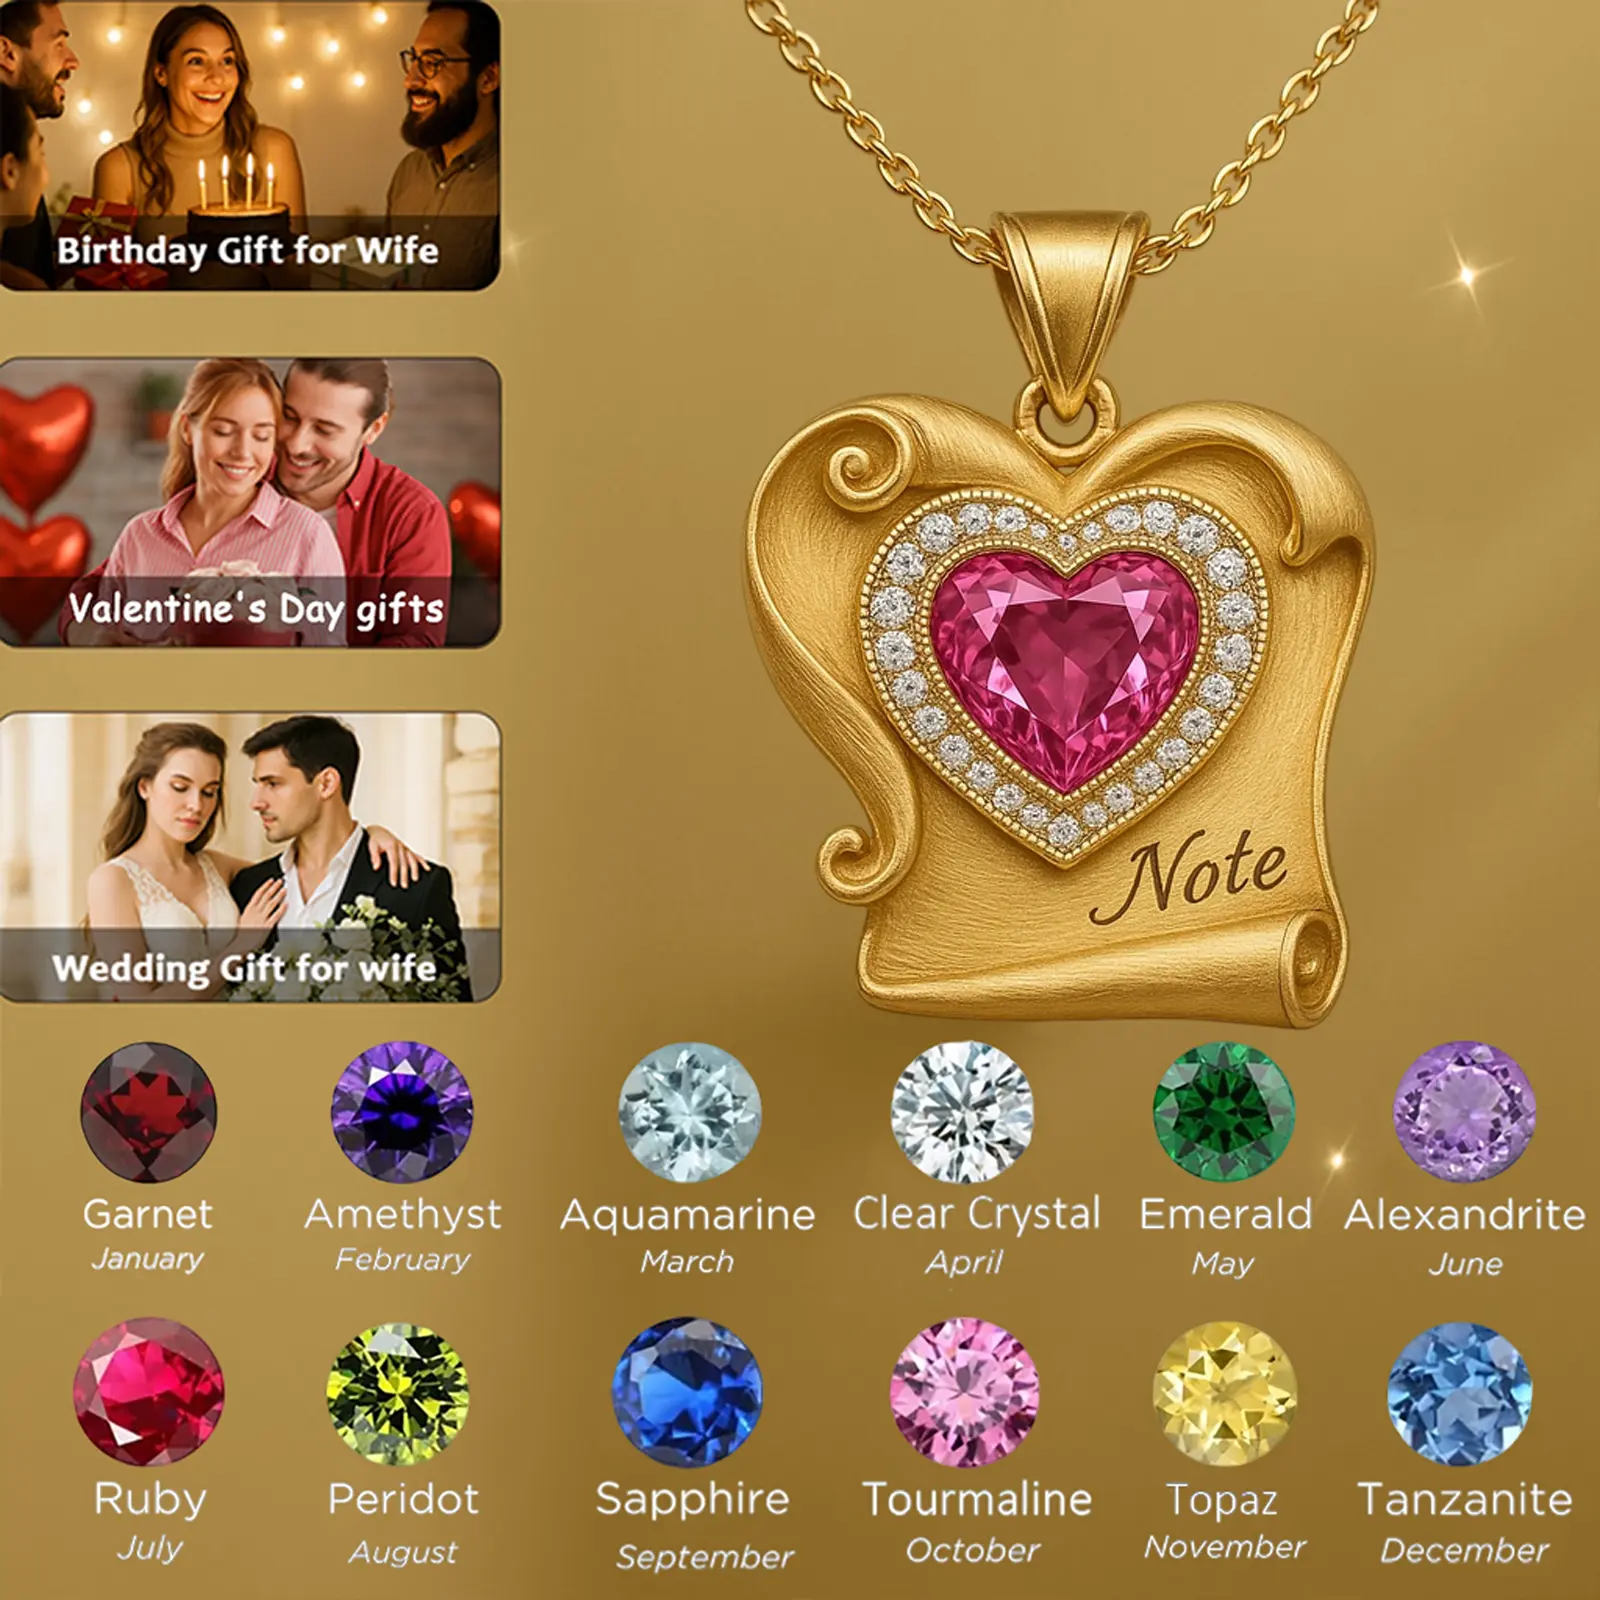 Birthday Gift for Wife
Valentine's Day gifts
Wedding Gift for wife
Note
Garnet
January
Amethyst
February
Aquamarine
March
Clear Crystal
April
Emerald
May
Alexandrite
June
Ruby
July
Peridot
August
Sapphire
September
Tourmaline
October
Topaz
November
Tanzanite
December